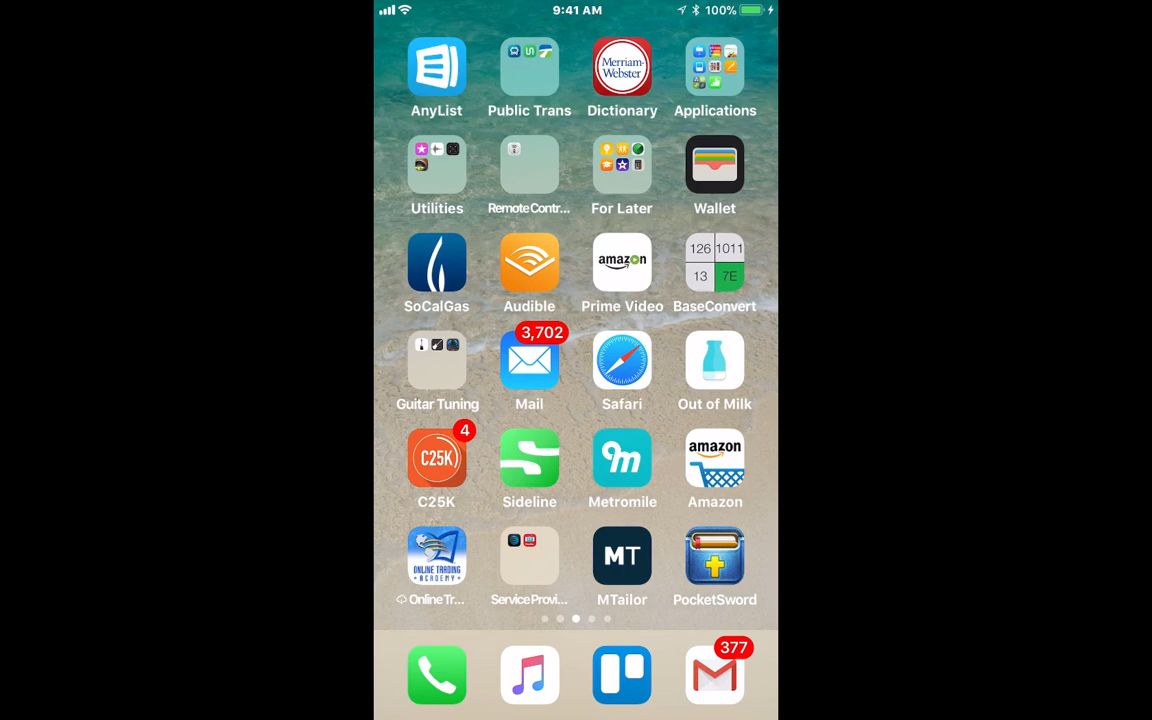 9:41 AM 100%
AnyList Public Trans Dictionary Applications
Merriam-
Webster
Utilities Remote Contr... For Later Wallet
126 1011
13 7E
amazon
SoCalGas Audible Prime Video BaseConvert
3,702
Guitar Tuning Mail Safari Out of Milk
4
C25K
amazon
C25K Sideline Metromile Amazon
ONLINE TRADING
ACADEMY
MT
Online Tr... Service Provi... MTailor PocketSword
377